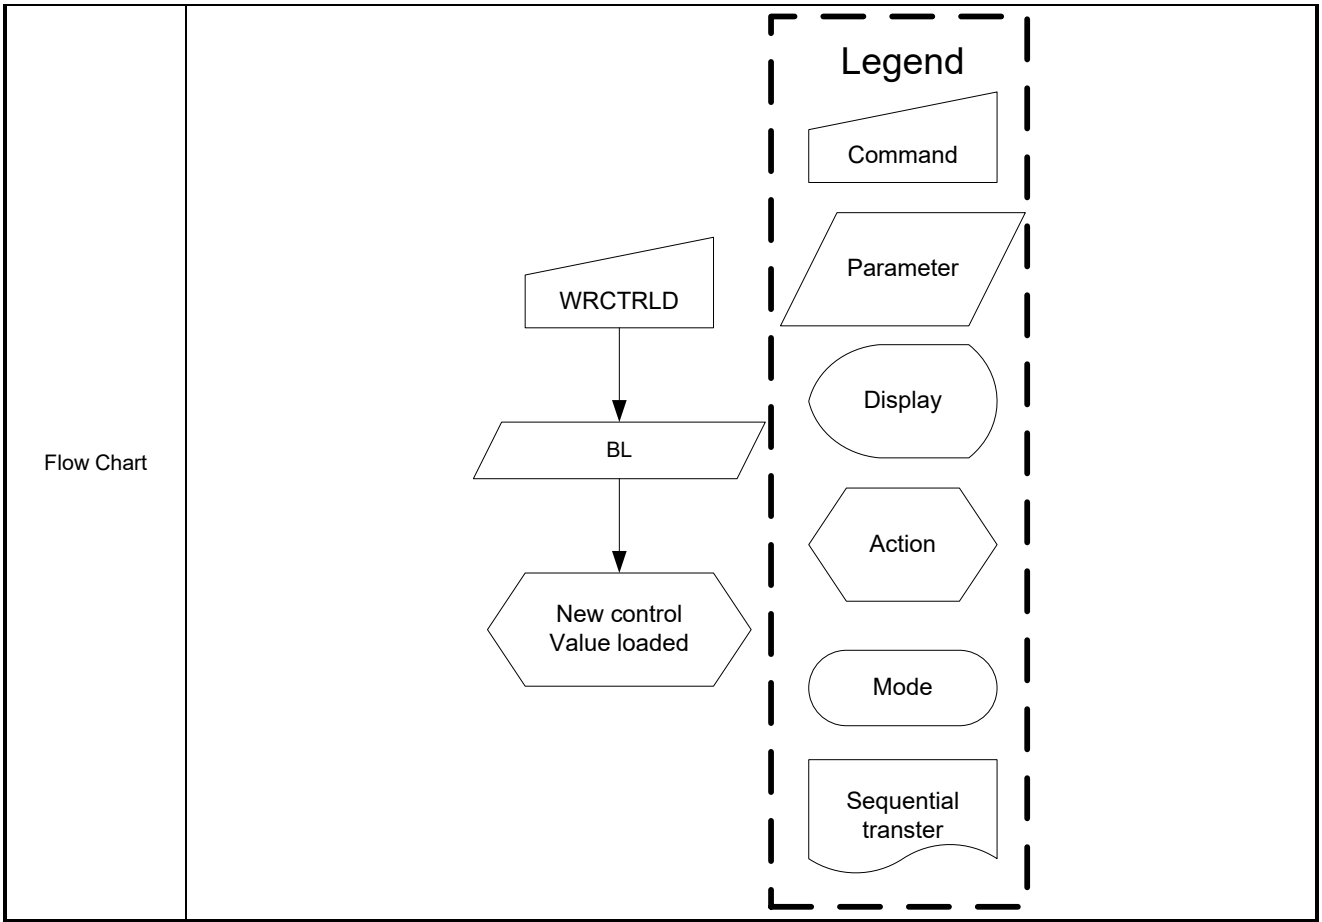 Flow Chart
WRCTRLD
BL
New control
Value loaded
Legend
Command
Parameter
Display
Action
Mode
Sequential
transter